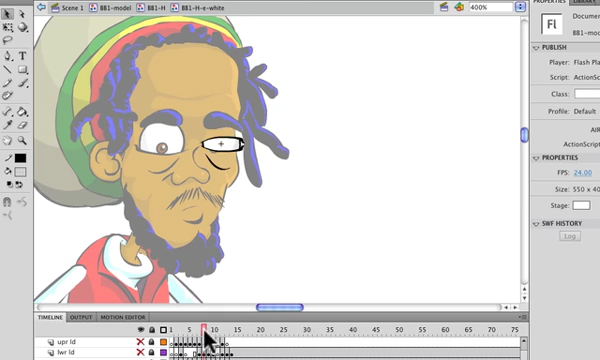 Scene 1 BB1-model BB1-H BB1-H-e-white 400%
PROPERTIES LIBRARY
Fl
Docume
BB1-mo
PUBLISH
Player: Flash Pla
Script: ActionScr
Class:
Profile: Default
AIR
ActionScript
PROPERTIES
FPS: 24.00
Size: 550 x 40
Stage:
SWF HISTORY
Log
TIMELINE OUTPUT MOTION EDITOR
1 5 10 15 20 25 30 35 40 45 50 55 60 65 70 75
upr ld
lwr ld